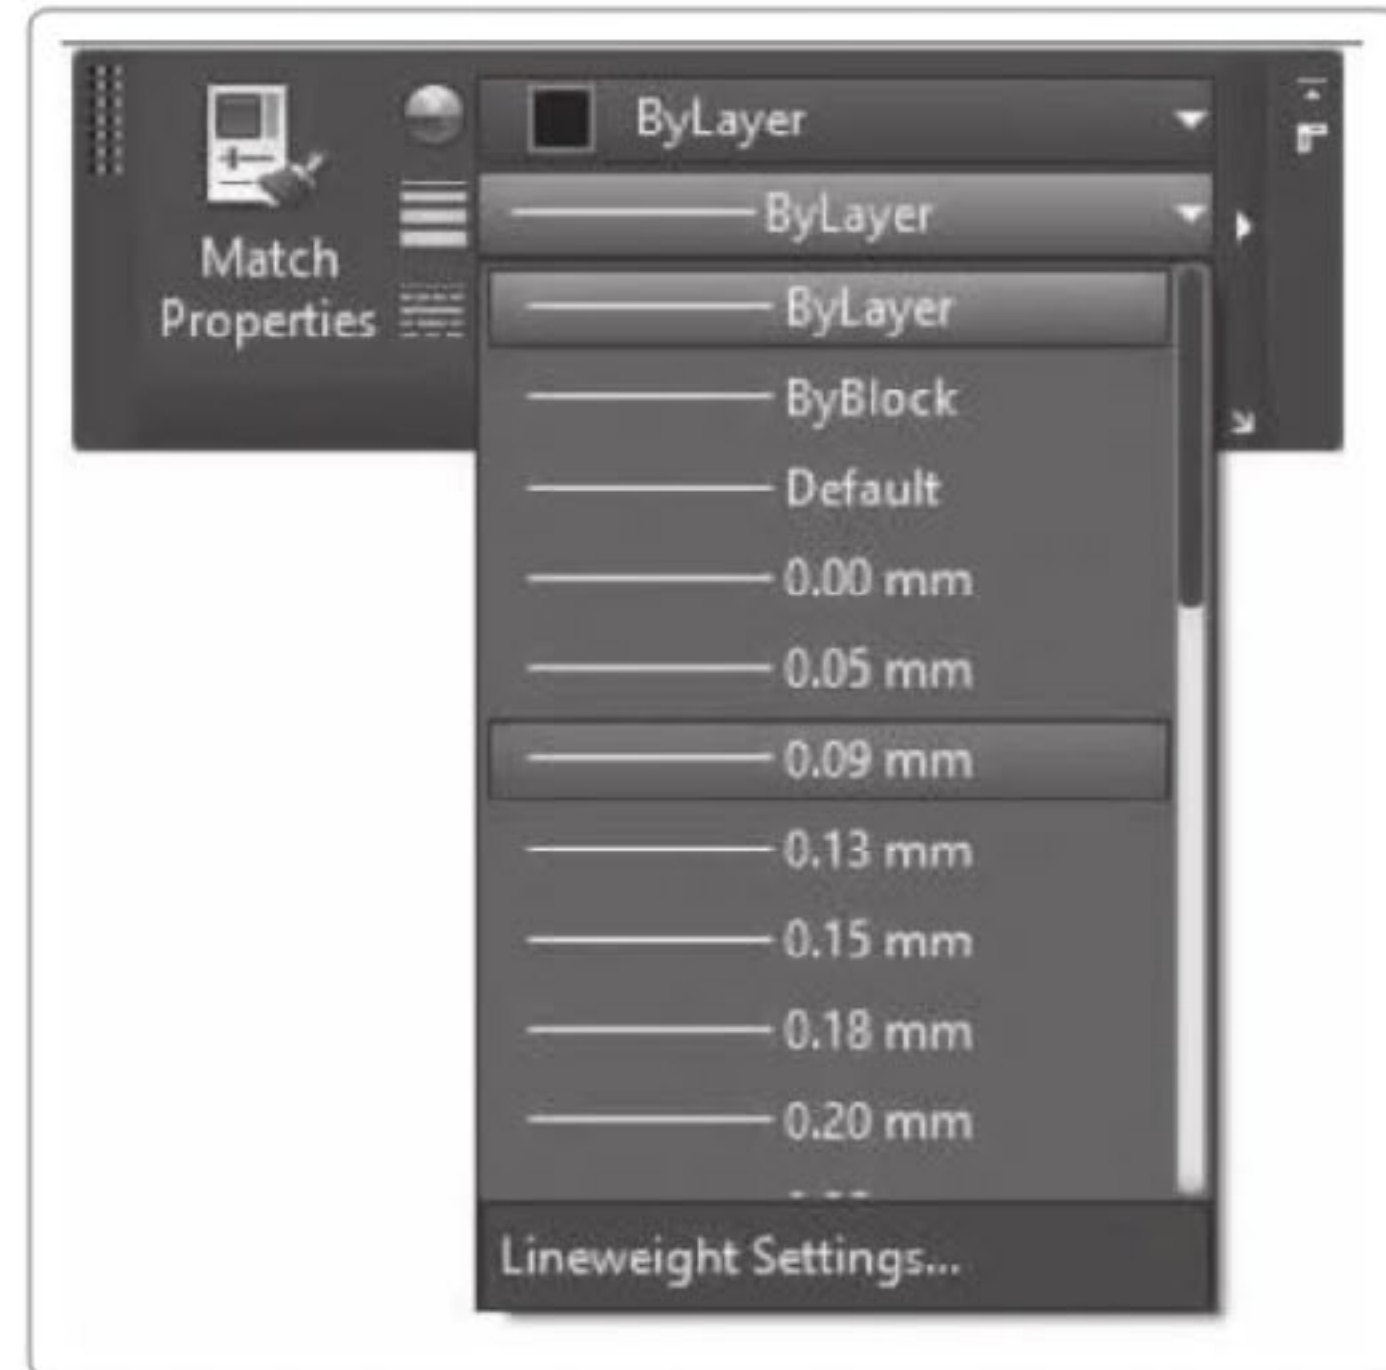 ByLayer
ByLayer
Match
Properties
ByLayer
ByBlock
Default
0.00 mm
0.05 mm
0.09 mm
0.13 mm
0.15 mm
0.18 mm
0.20 mm
Lineweight Settings...